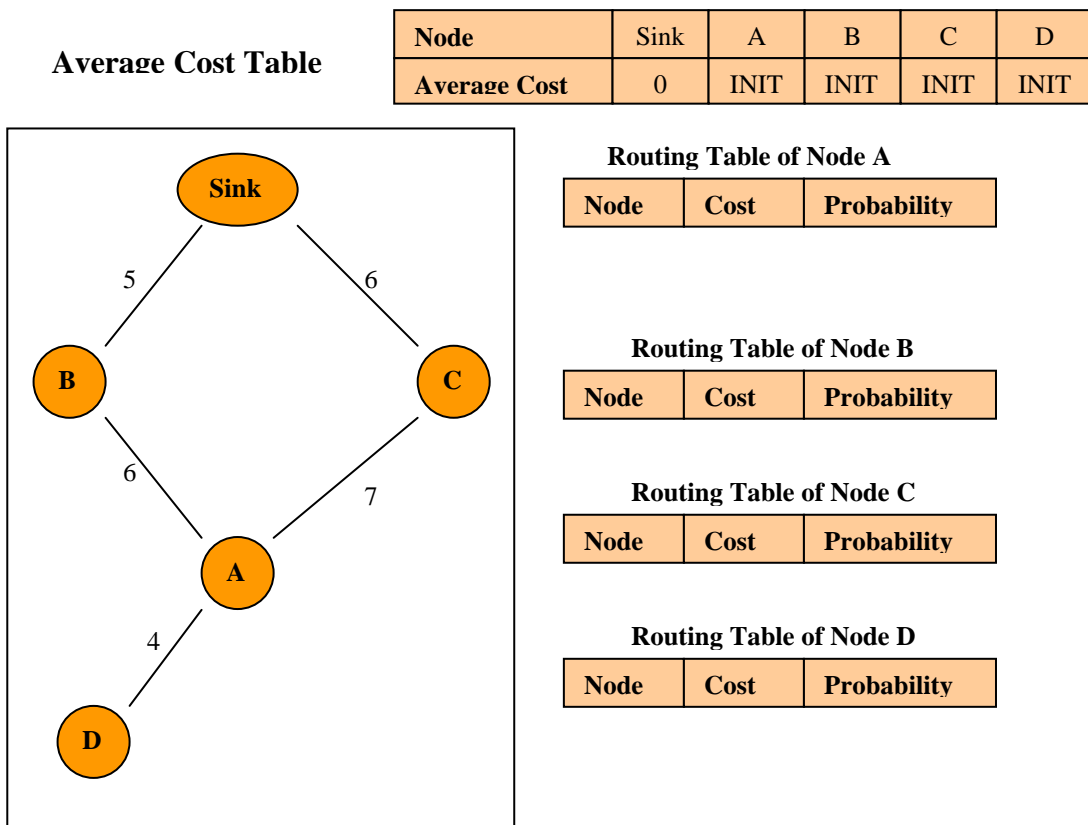 Average Cost Table
Node Sink A B C D
Average Cost 0 INIT INIT INIT INIT
Sink
5
6
B
C
6
7
A
4
D
Routing Table of Node A
Node Cost Probability
Routing Table of Node B
Node Cost Probability
Routing Table of Node C
Node Cost Probability
Routing Table of Node D
Node Cost Probability